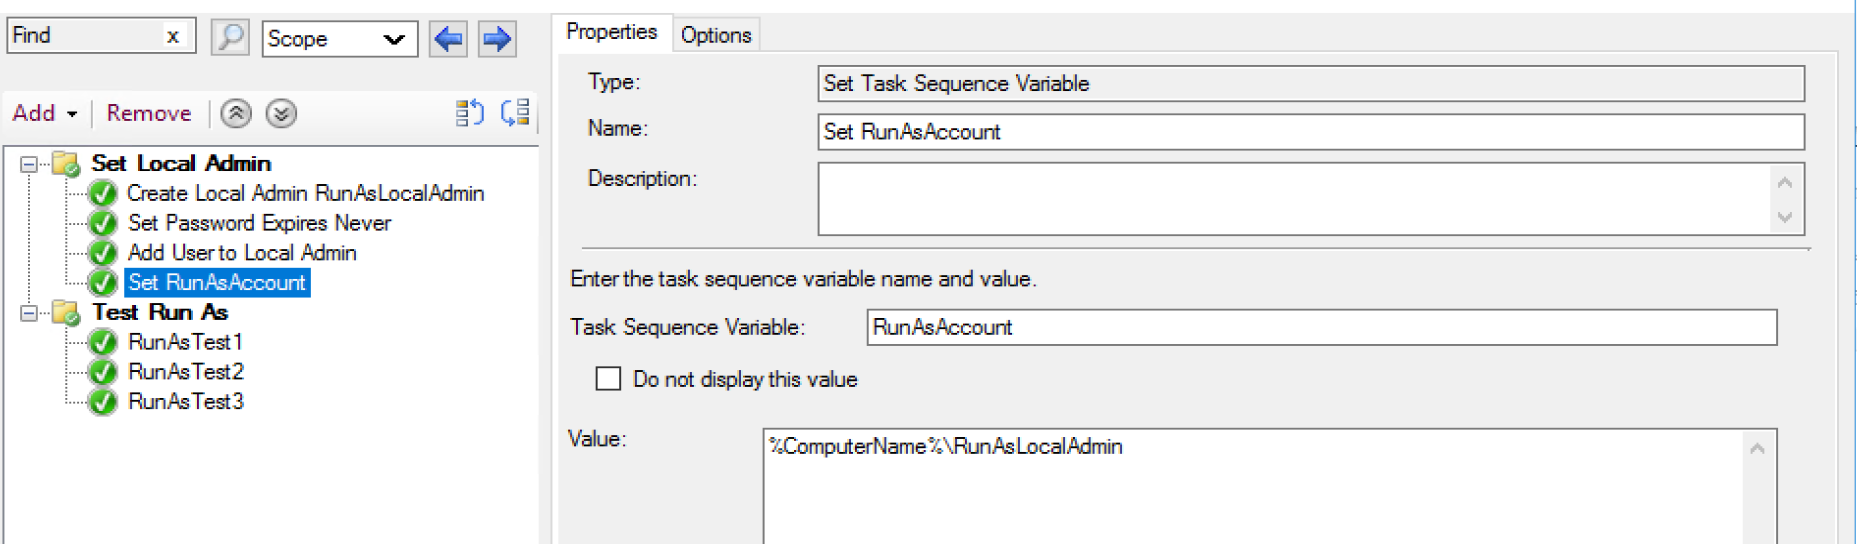 Find x Scope
Add Remove
Set Local Admin
Create Local Admin RunAsLocalAdmin
Set Password Expires Never
Add User to Local Admin
Set RunAsAccount
Test Run As
RunAsTest1
RunAsTest2
RunAsTest3
Properties Options
Type: Set Task Sequence Variable
Name: Set RunAsAccount
Description:
Enter the task sequence variable name and value.
Task Sequence Variable: RunAsAccount
Do not display this value
Value: %ComputerName%\RunAsLocalAdmin